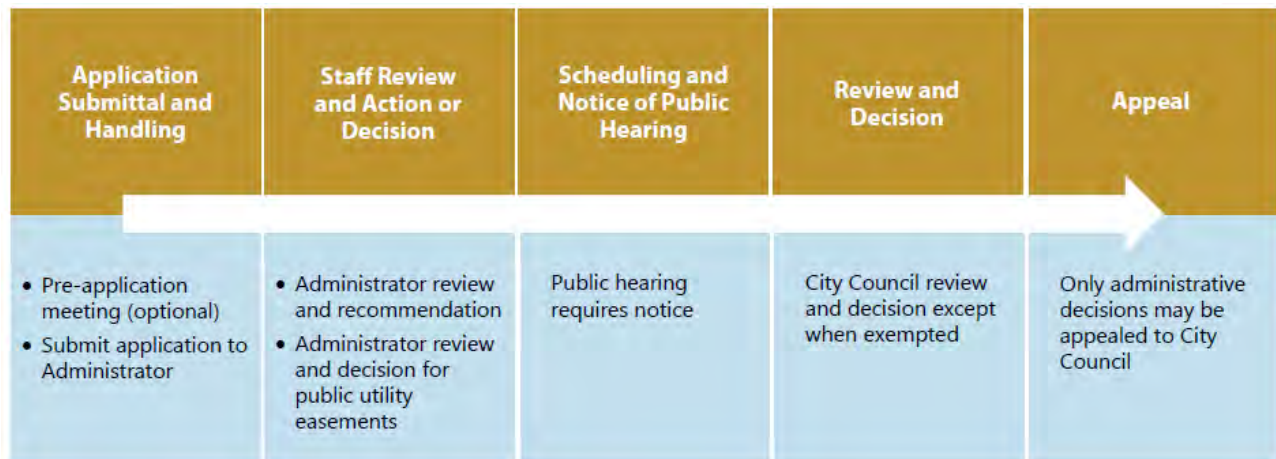 Application
Submittal and
Handling
Staff Review
and Action or
Decision
Scheduling and
Notice of Public
Hearing
Review and
Decision
Appeal
• Pre-application
meeting (optional)
• Submit application to
Administrator
• Administrator review
and recommendation
• Administrator review
and decision for
public utility
easements
Public hearing
requires notice
City Council review
and decision except
when exempted
Only administrative
decisions may be
appealed to City
Council